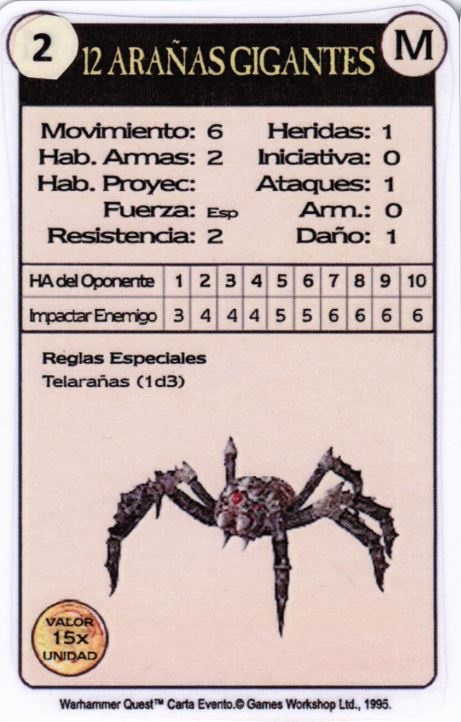 2
12 ARAÑAS GIGANTES
M
Movimiento: 6 Heridas: 1
Hab. Armas: 2 Iniciativa: 0
Hab. Proyec: Ataques: 1
Fuerza: Esp Arm.: 0
Resistencia: 2 Daño: 1
HA del Oponente 1 2 3 4 5 6 7 8 9 10
Impactar Enemigo 3 4 4 4 5 5 6 6 6 6
Reglas Especiales
Telarañas (1d3)
VALOR
15x
UNIDAD
Warhammer Quest™ Carta Evento.© Games Workshop Ltd., 1995.